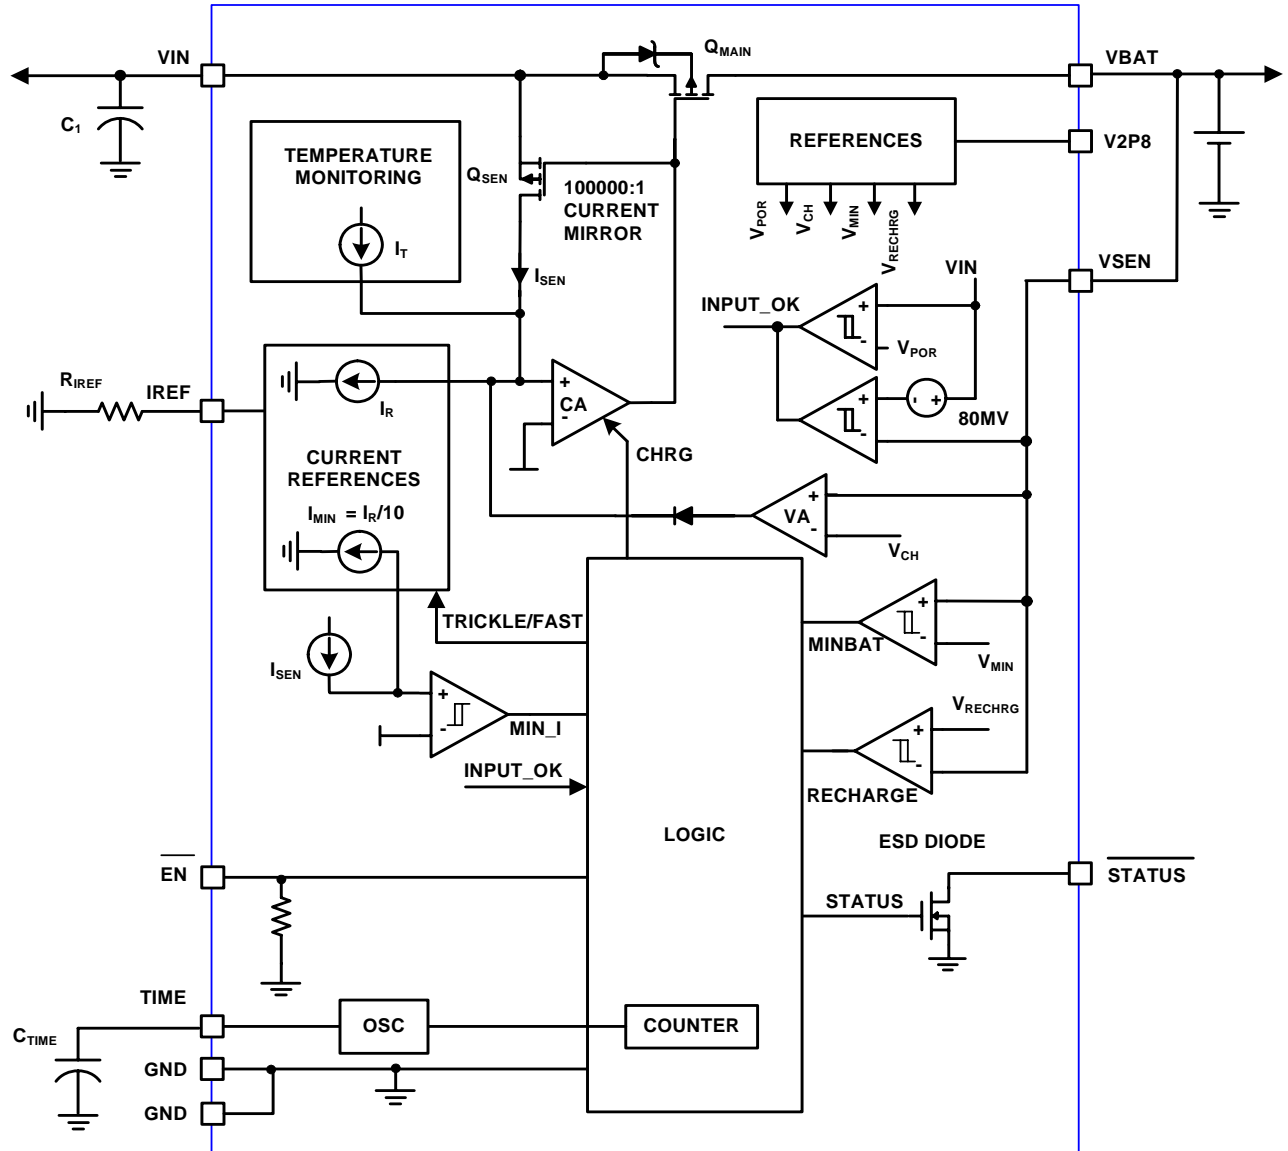 VIN
QMAIN
VBAT
C1
TEMPERATURE
MONITORING
IT
QSEN
100000:1
CURRENT
MIRROR
ISEN
REFERENCES
V2P8
VPOR
VCH
VMIN
VRECHRG
VSEN
VIN
INPUT_OK
+
-
VPOR
+
-
-
+
80MV
RIREF
IREF
IR
CURRENT
REFERENCES
IMIN = IR/10
+
CA
-
CHRG
+
VA
-
VCH
TRICKLE/FAST
ISEN
+
-
MIN_I
INPUT_OK
+
-
MINBAT
VMIN
VRECHRG
+
-
RECHARGE
LOGIC
ESD DIODE
EN
STATUS
STATUS
TIME
CTIME
OSC
COUNTER
GND
GND